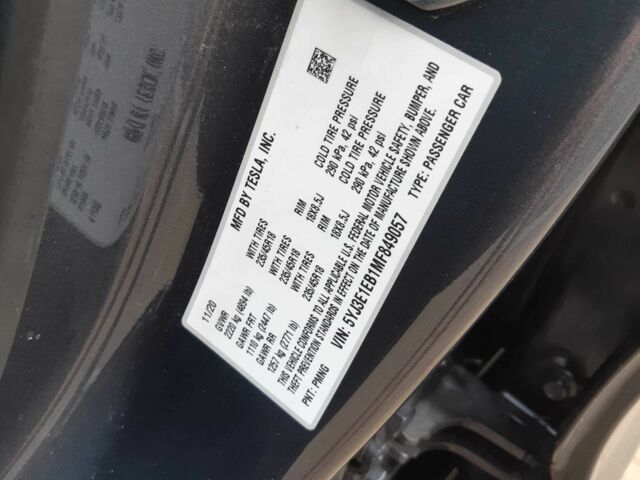 MFD BY TESLA, INC.
11/20
GVWR
2220 kg (4894 lb)
GAWR FRT
1110 kg (2447 lb)
GAWR RR
1257 kg (2771 lb)
WITH TIRES
235/45R18
WITH TIRES
235/45R18
WITH TIRES
235/45R18
RIM
18X8.5J
RIM
18X8.5J
COLD TIRE PRESSURE
290 kPa, 42 psi
COLD TIRE PRESSURE
290 kPa, 42 psi
THIS VEHICLE CONFORMS TO ALL APPLICABLE U.S. FEDERAL MOTOR VEHICLE SAFETY, BUMPER, AND
THEFT PREVENTION STANDARDS IN EFFECT ON THE DATE OF MANUFACTURE SHOWN ABOVE.
VIN: 5YJ3E1EB1MF849057
TYPE: PASSENGER CAR
PNT: PMNG